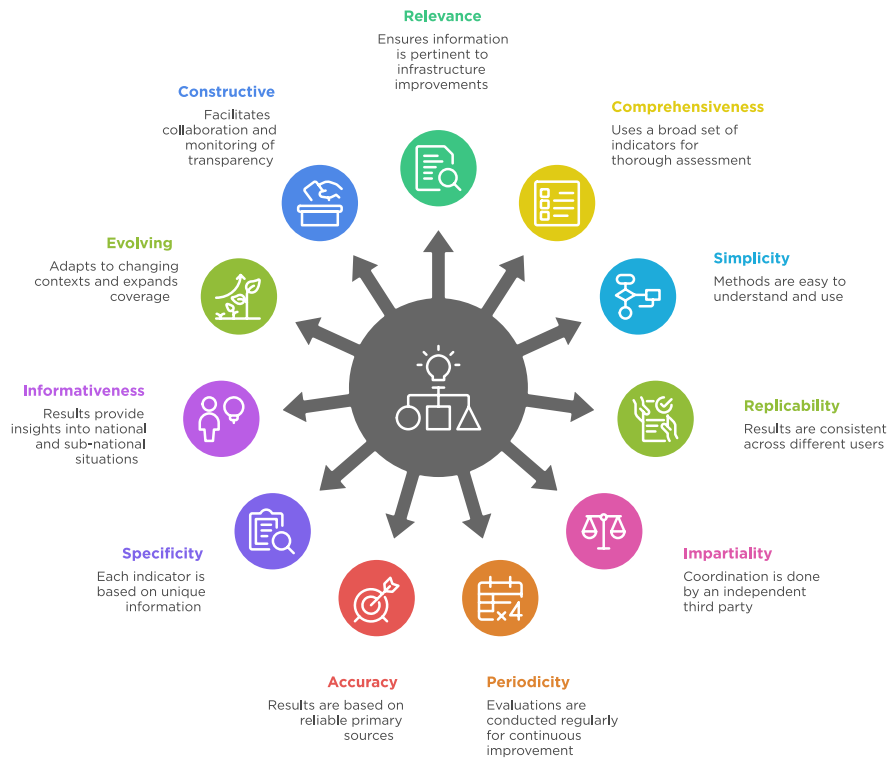 Relevance
Ensures information
is pertinent to
infrastructure
improvements
Comprehensiveness
Uses a broad set of
indicators for
thorough assessment
Simplicity
Methods are easy to
understand and use
Replicability
Results are consistent
across different users
Impartiality
Coordination is done
by an independent
third party
Periodicity
Evaluations are
conducted regularly
for continuous
improvement
×4
Accuracy
Results are based on
reliable primary
sources
Specificity
Each indicator is
based on unique
information
Informativeness
Results provide
insights into national
and sub-national
situations
Evolving
Adapts to changing
contexts and expands
coverage
Constructive
Facilitates
collaboration and
monitoring of
transparency